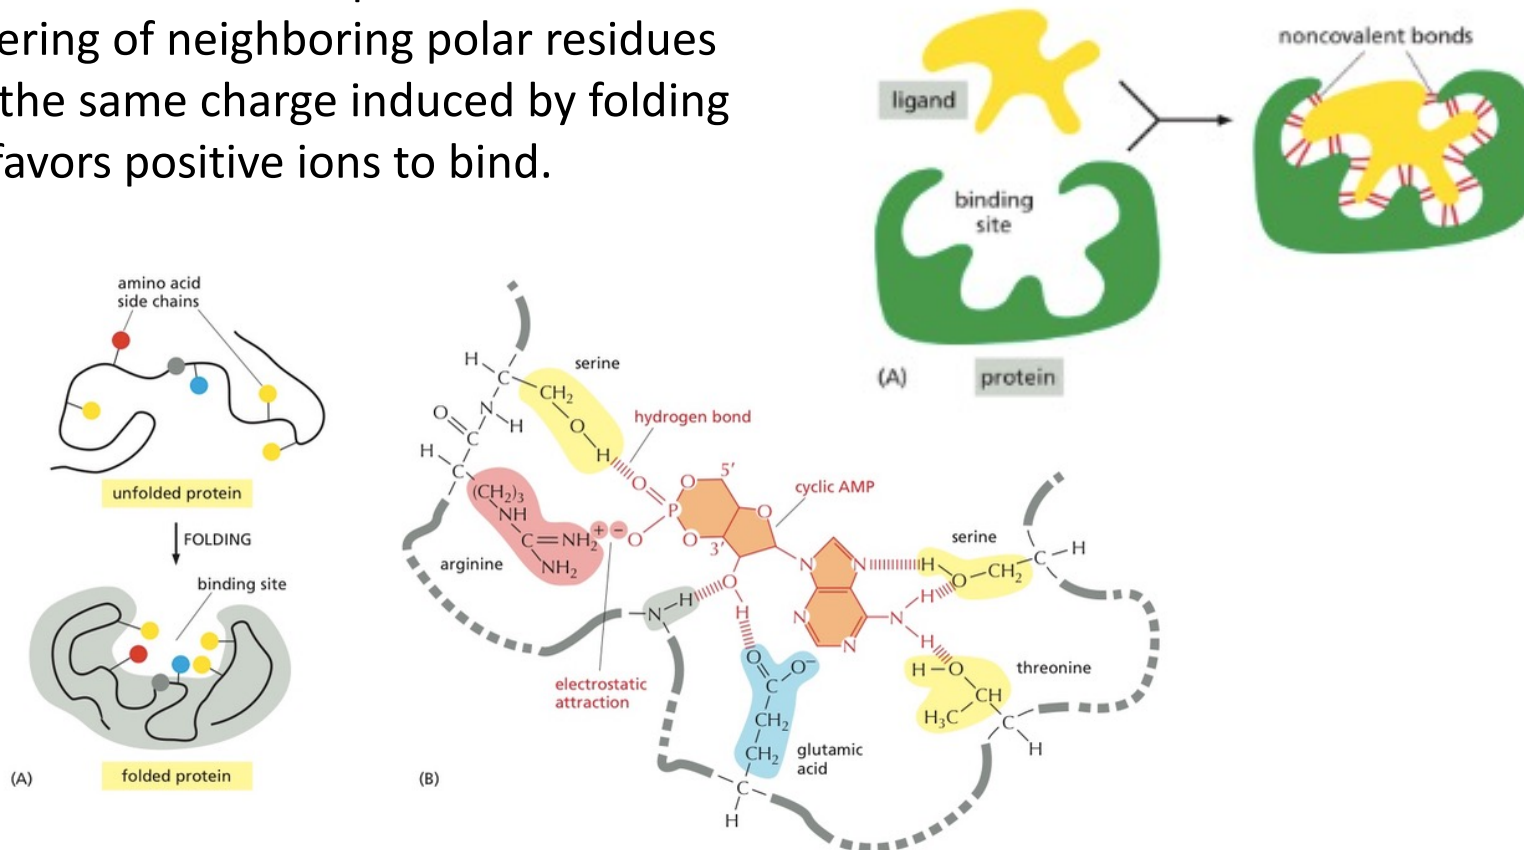 ering of neighboring polar residues
the same charge induced by folding
favors positive ions to bind.
ligand
binding
site
(A)
protein
noncovalent bonds
amino acid
side chains
unfolded protein
FOLDING
binding site
folded protein
(A)
H
C
serine
CH₂
O
H
hydrogen bond
N
H
O
C
H
C
(CH₂)₃
NH
C=NH₂
+
−
NH₂
arginine
O
P
O
O
O
5′
3′
O
cyclic AMP
N
N
N
N
N
H
H
H
O
CH₂
serine
C
H
N
H
O
H
electrostatic
attraction
O
O⁻
C
CH₂
CH₂
glutamic
acid
C
H
H–O
CH
H₃C
threonine
C
H
(B)